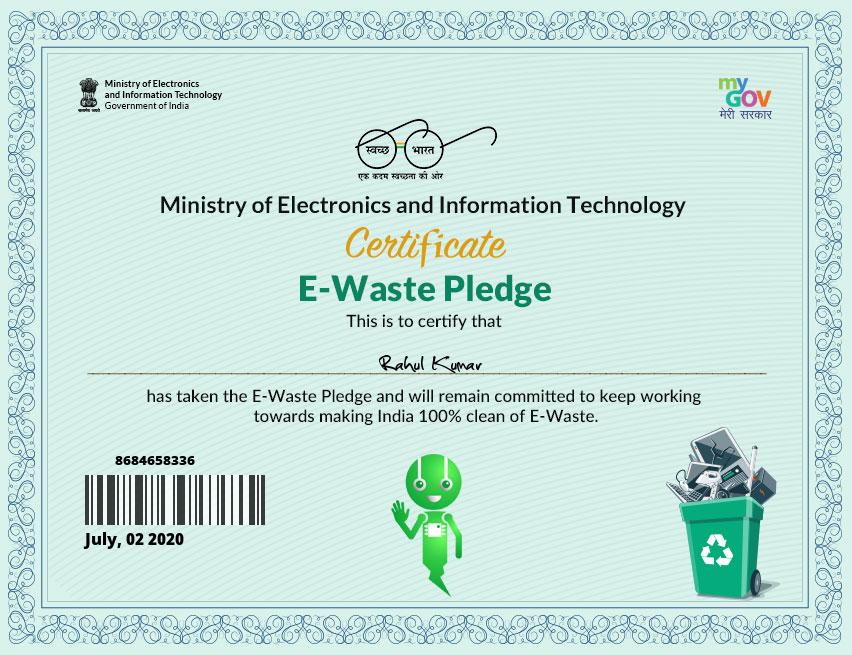 Ministry of Electronics
and Information Technology
Government of India
सत्यमेव जयते
my
GOV
मेरी सरकार
स्वच्छ भारत
एक कदम स्वच्छता की ओर
Ministry of Electronics and Information Technology
Certificate
E-Waste Pledge
This is to certify that
Rahul Kumar
has taken the E-Waste Pledge and will remain committed to keep working
towards making India 100% clean of E-Waste.
8684658336
July, 02 2020